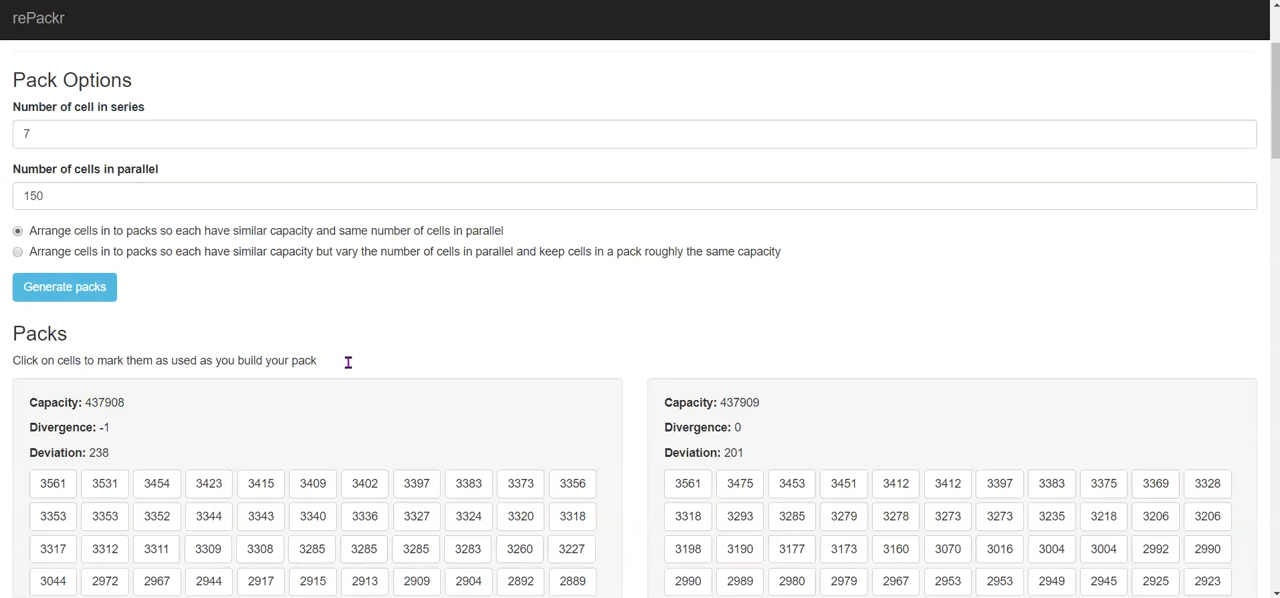 rePackr
Pack Options
Number of cell in series
7
Number of cells in parallel
150
Arrange cells in to packs so each have similar capacity and same number of cells in parallel
Arrange cells in to packs so each have similar capacity but vary the number of cells in parallel and keep cells in a pack roughly the same capacity
Generate packs
Packs
Click on cells to mark them as used as you build your pack
Capacity: 437908
Divergence: -1
Deviation: 238
3561 3531 3454 3423 3415 3409 3402 3397 3383 3373 3356
3353 3353 3352 3344 3343 3340 3336 3327 3324 3320 3318
3317 3312 3311 3309 3308 3285 3285 3285 3283 3260 3227
3044 2972 2967 2944 2917 2915 2913 2909 2904 2892 2889
Capacity: 437909
Divergence: 0
Deviation: 201
3561 3475 3453 3451 3412 3412 3397 3383 3375 3369 3328
3318 3293 3285 3279 3278 3273 3273 3235 3218 3206 3206
3198 3190 3177 3173 3160 3070 3016 3004 3004 2992 2990
2990 2989 2980 2979 2967 2953 2953 2949 2945 2925 2923